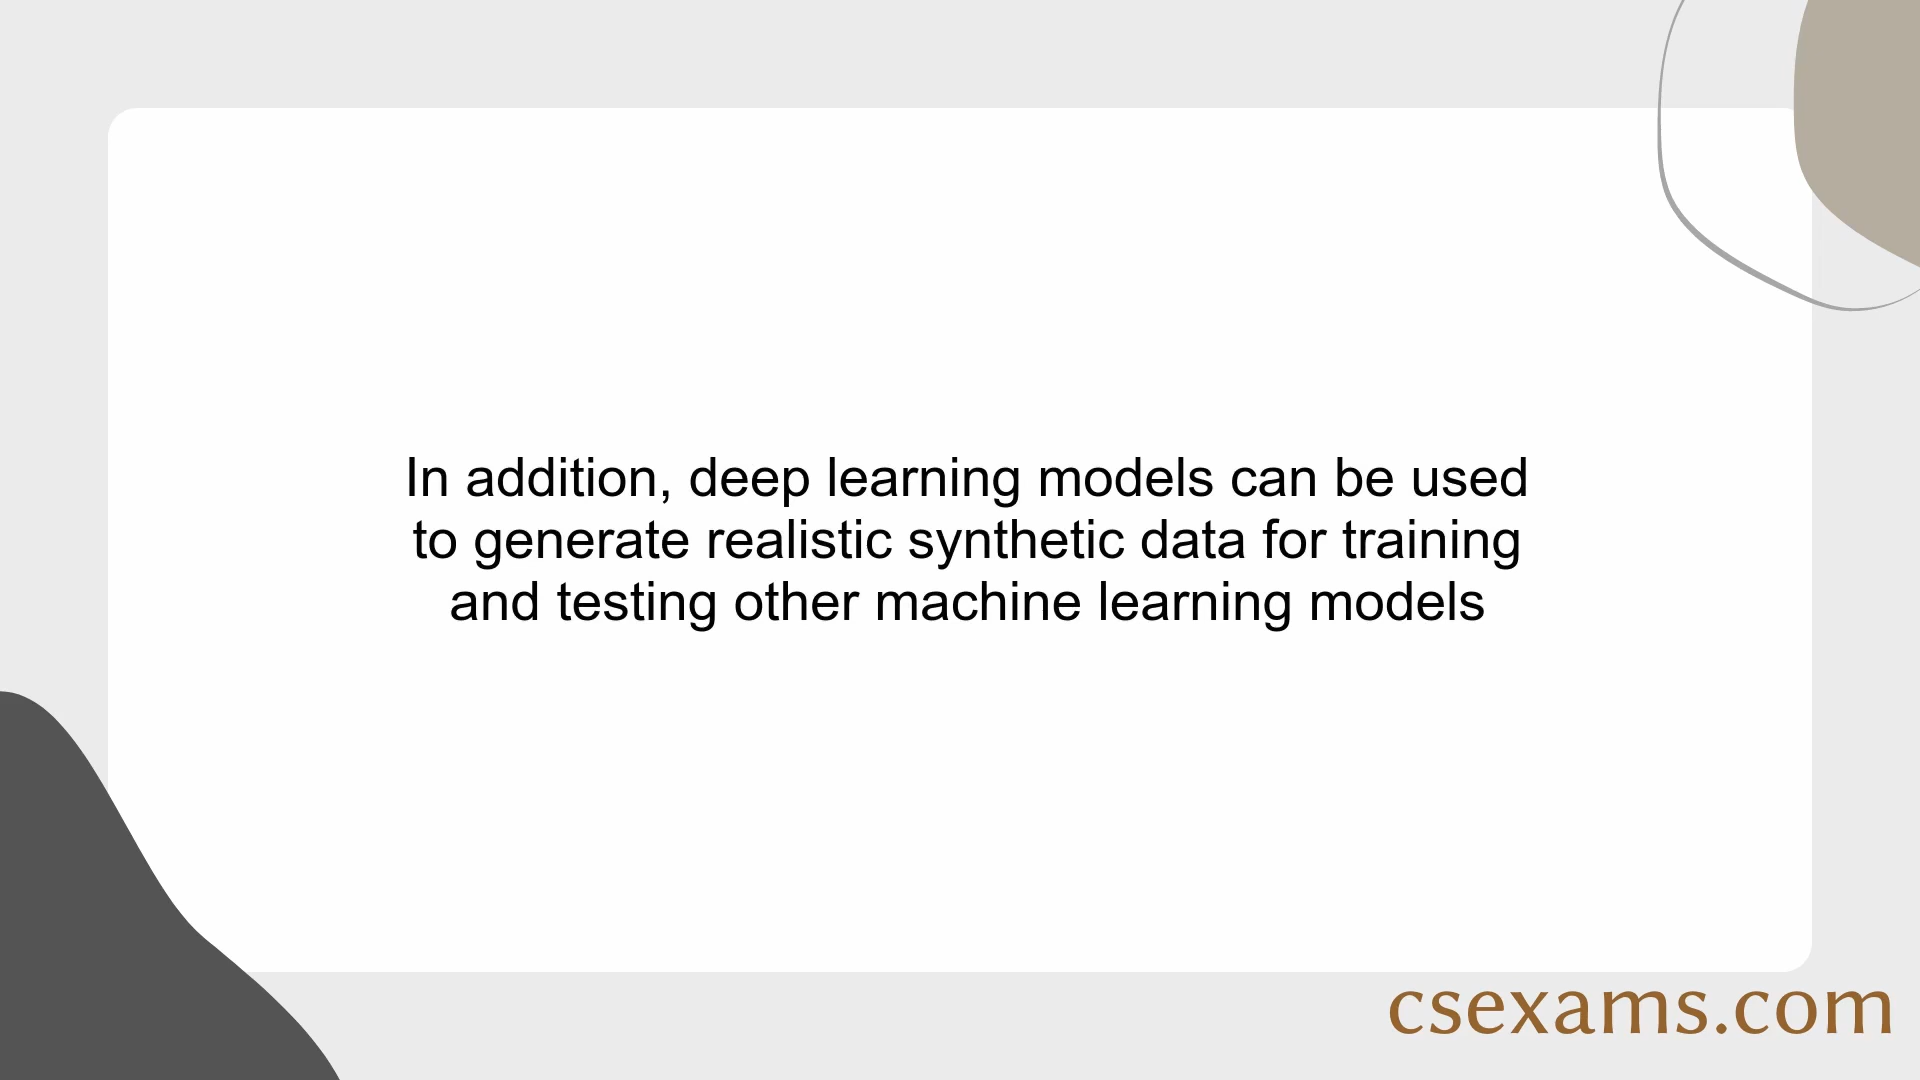 In addition, deep learning models can be used
to generate realistic synthetic data for training
and testing other machine learning models
csexams.com